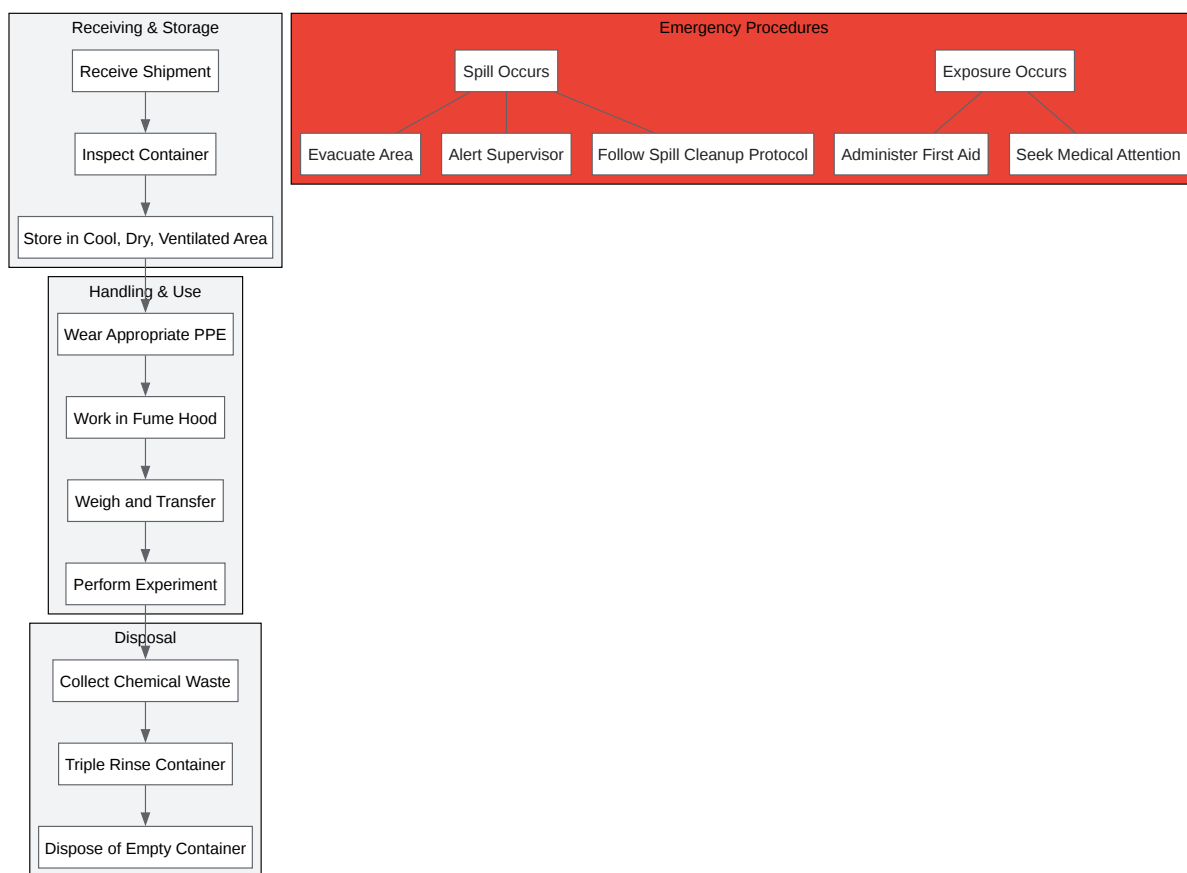 Receiving & Storage
Receive Shipment
Inspect Container
Store in Cool, Dry, Ventilated Area
Handling & Use
Wear Appropriate PPE
Work in Fume Hood
Weigh and Transfer
Perform Experiment
Disposal
Collect Chemical Waste
Triple Rinse Container
Dispose of Empty Container
Emergency Procedures
Spill Occurs
Evacuate Area
Alert Supervisor
Follow Spill Cleanup Protocol
Exposure Occurs
Administer First Aid
Seek Medical Attention